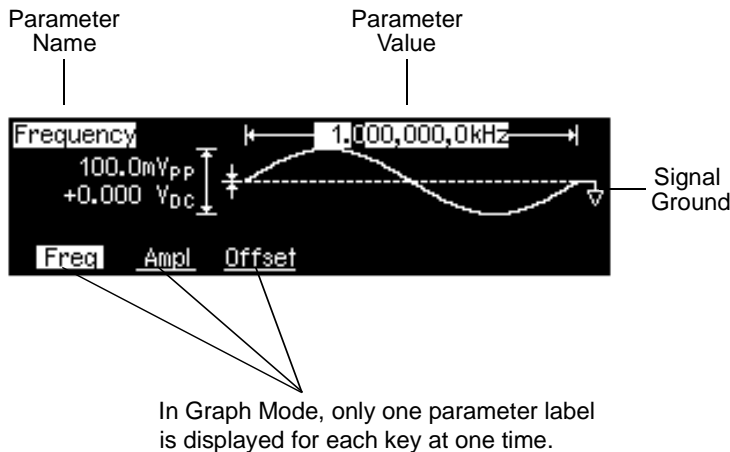 Parameter
Name
Parameter
Value
Frequency
1.000,000,0kHz
100.0mVPP
+0.000 VDC
Signal
Ground
Freq Ampl Offset
In Graph Mode, only one parameter label
is displayed for each key at one time.